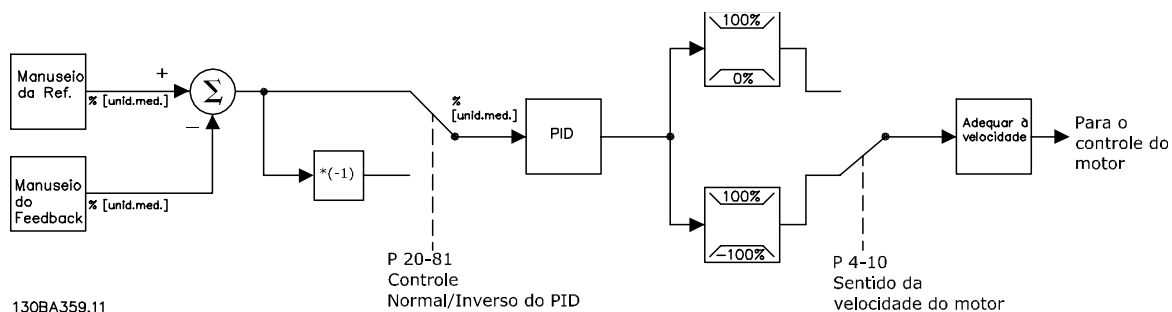 Manuseio
da Ref.
% [unid.med.]
+
Σ
−
Manuseio
do
Feedback
% [unid.med.]
*(-1)
%
[unid.med.]
P 20-81
Controle
Normal/Inverso do PID
PID
100%
0%
100%
-100%
P 4-10
Sentido da
velocidade do motor
Adequar à
velocidade
Para o
controle do
motor
130BA359.11